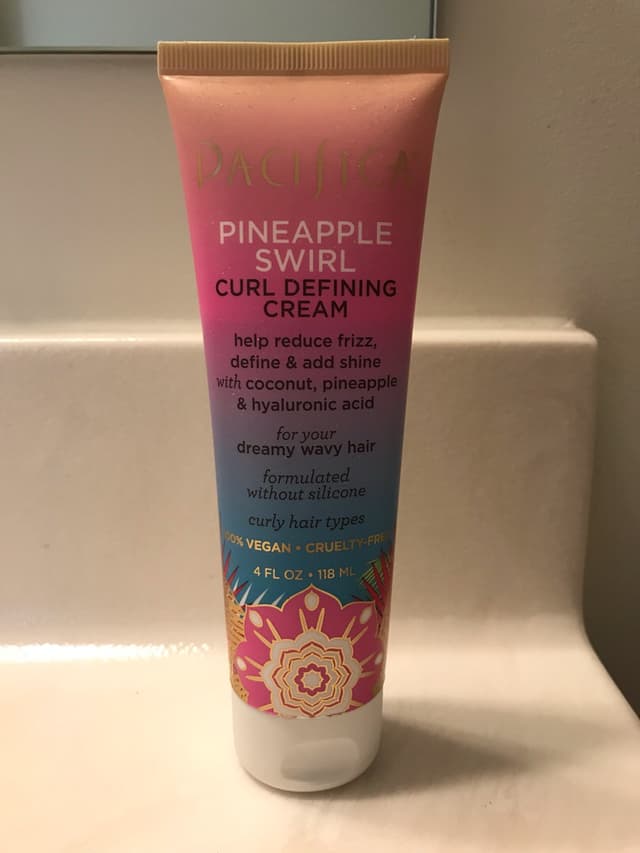 PACIFICA
PINEAPPLE
SWIRL
CURL DEFINING
CREAM
help reduce frizz,
define & add shine
with coconut, pineapple
& hyaluronic acid
for your
dreamy wavy hair
formulated
without silicone
curly hair types
00% VEGAN • CRUELTY-FREE
4 FL OZ • 118 ML